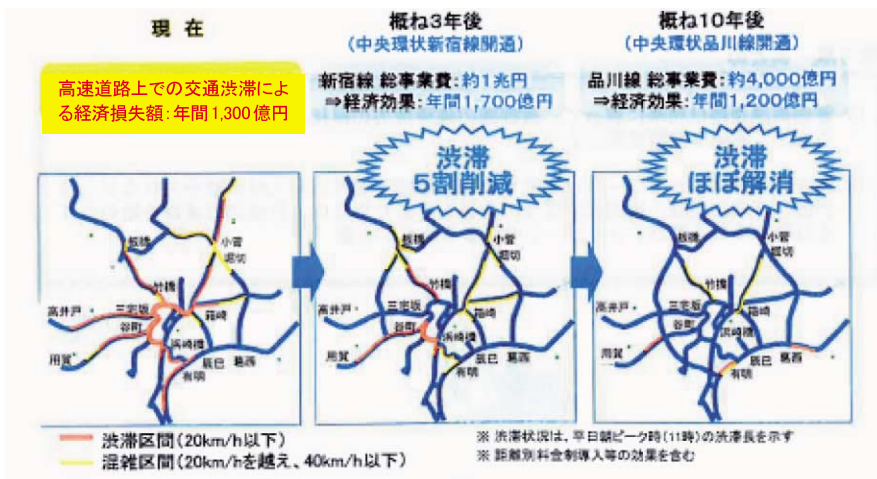 現在
高速道路上での交通渋滞によ
る経済損失額：年間1,300億円
概ね3年後
（中央環状新宿線開通）
新宿線 総事業費：約1兆円
⇒経済効果：年間1,700億円
概ね10年後
（中央環状品川線開通）
品川線 総事業費：約4,000億円
⇒経済効果：年間1,200億円
渋滞
5割削減
渋滞
ほぼ解消
板橋
小菅
堀切
竹橋
高井戸
三宅坂
箱崎
谷町
浜崎橋
用賀
辰巳
葛西
有明
板橋
小菅
堀切
竹橋
高井戸
三宅坂
箱崎
谷町
浜崎橋
用賀
辰巳
葛西
有明
板橋
小菅
堀切
竹橋
高井戸
三宅坂
箱崎
谷町
浜崎橋
用賀
辰巳
葛西
有明
渋滞区間（20km/h以下）
混雑区間（20km/hを越え、40km/h以下）
※ 渋滞状況は、平日朝ピーク時（11時）の渋滞長を示す
※ 距離別料金制導入等の効果を含む